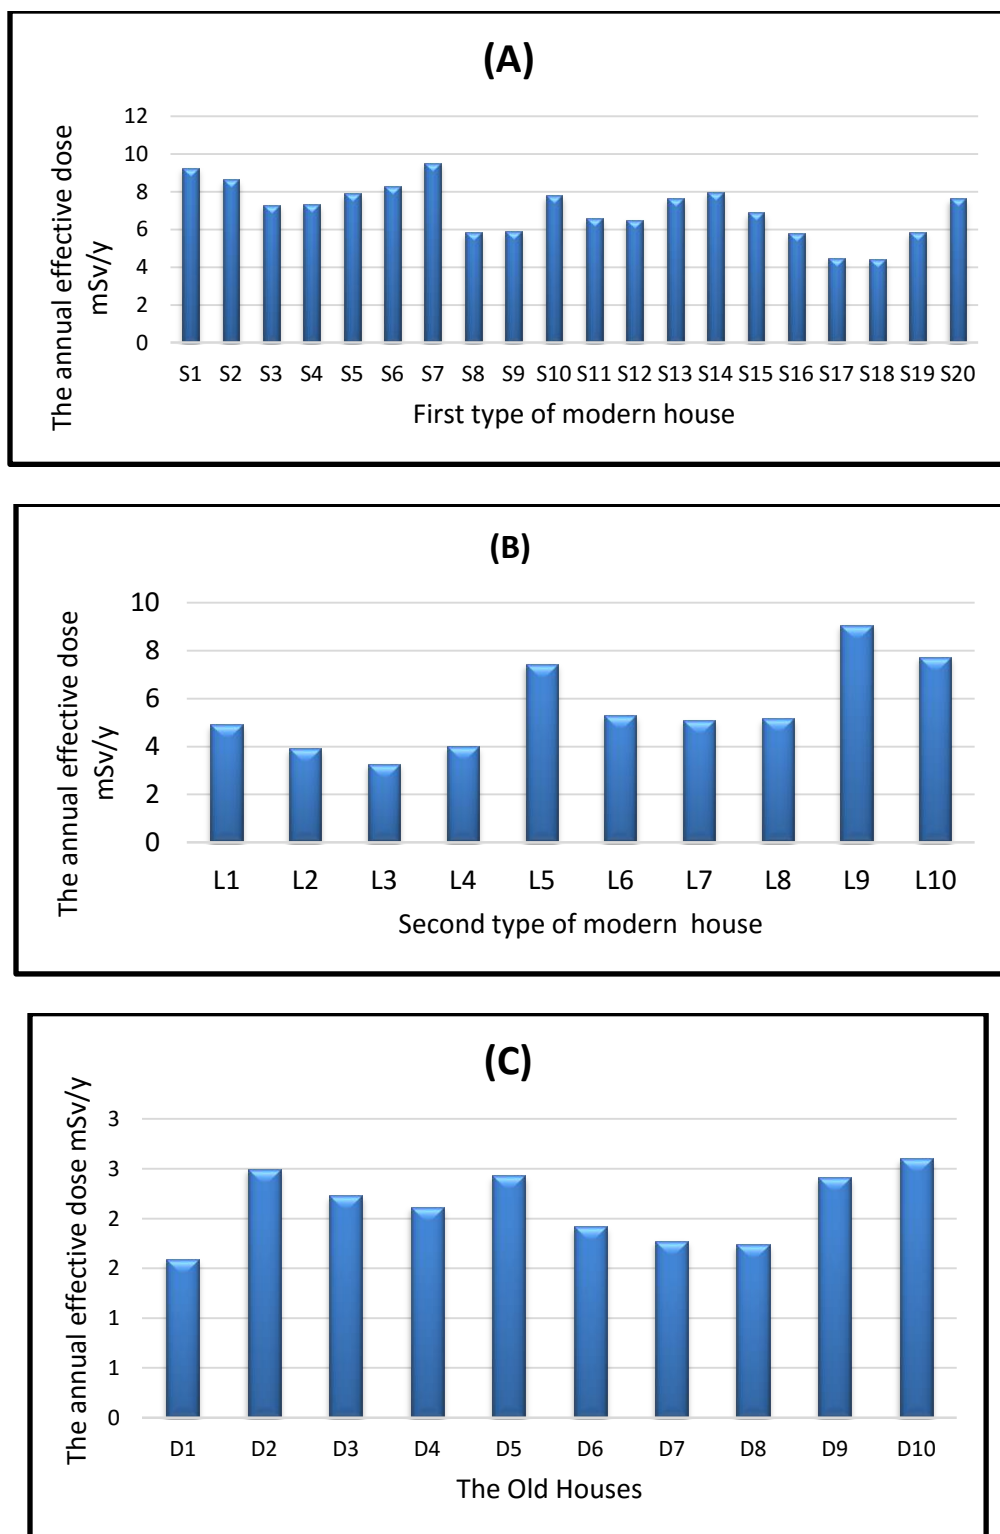 (A)
The annual effective dose
mSv/y
12
10
8
6
4
2
0
S1 S2 S3 S4 S5 S6 S7 S8 S9 S10 S11 S12 S13 S14 S15 S16 S17 S18 S19 S20
First type of modern house
(B)
The annual effective dose
mSv/y
10
8
6
4
2
0
L1 L2 L3 L4 L5 L6 L7 L8 L9 L10
Second type of modern  house
(C)
The annual effective dose mSv/y
3
3
2
2
1
1
0
D1 D2 D3 D4 D5 D6 D7 D8 D9 D10
The Old Houses